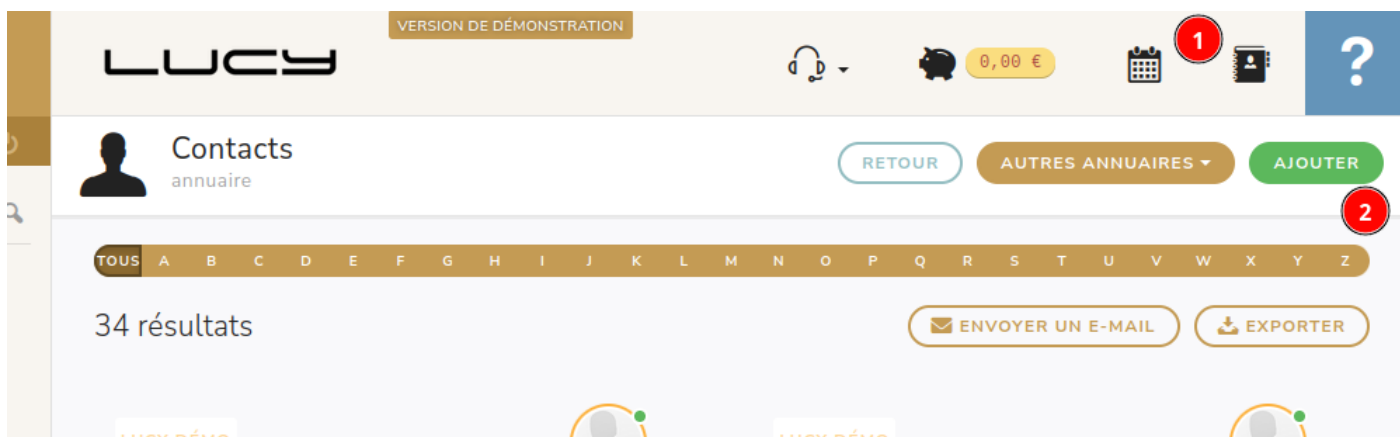 VERSION DE DÉMONSTRATION
LUCY
0,00 €
1
?
Contacts
annuaire
RETOUR
AUTRES ANNUAIRES
AJOUTER
2
TOUS A B C D E F G H I J K L M N O P Q R S T U V W X Y Z
34 résultats
ENVOYER UN E-MAIL
EXPORTER